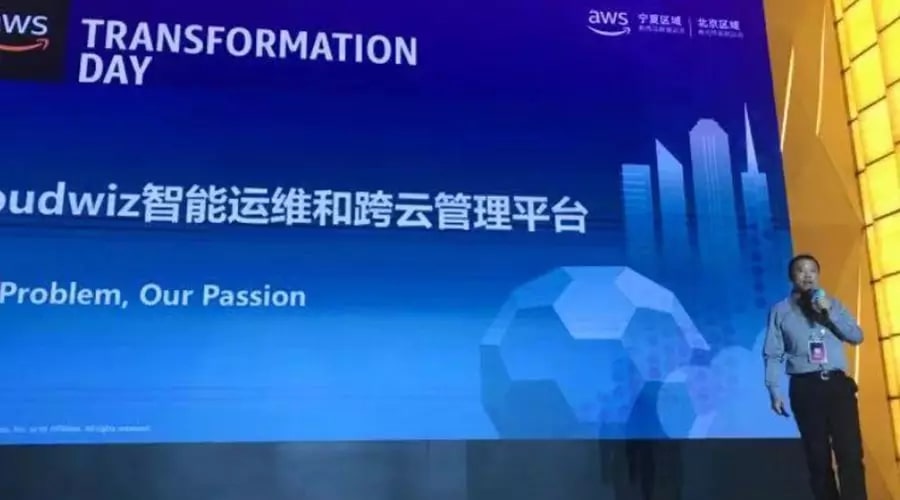 aws
TRANSFORMATION
DAY
aws 宁夏区域 北京区域
oudwiz智能运维和跨云管理平台
Problem, Our Passion